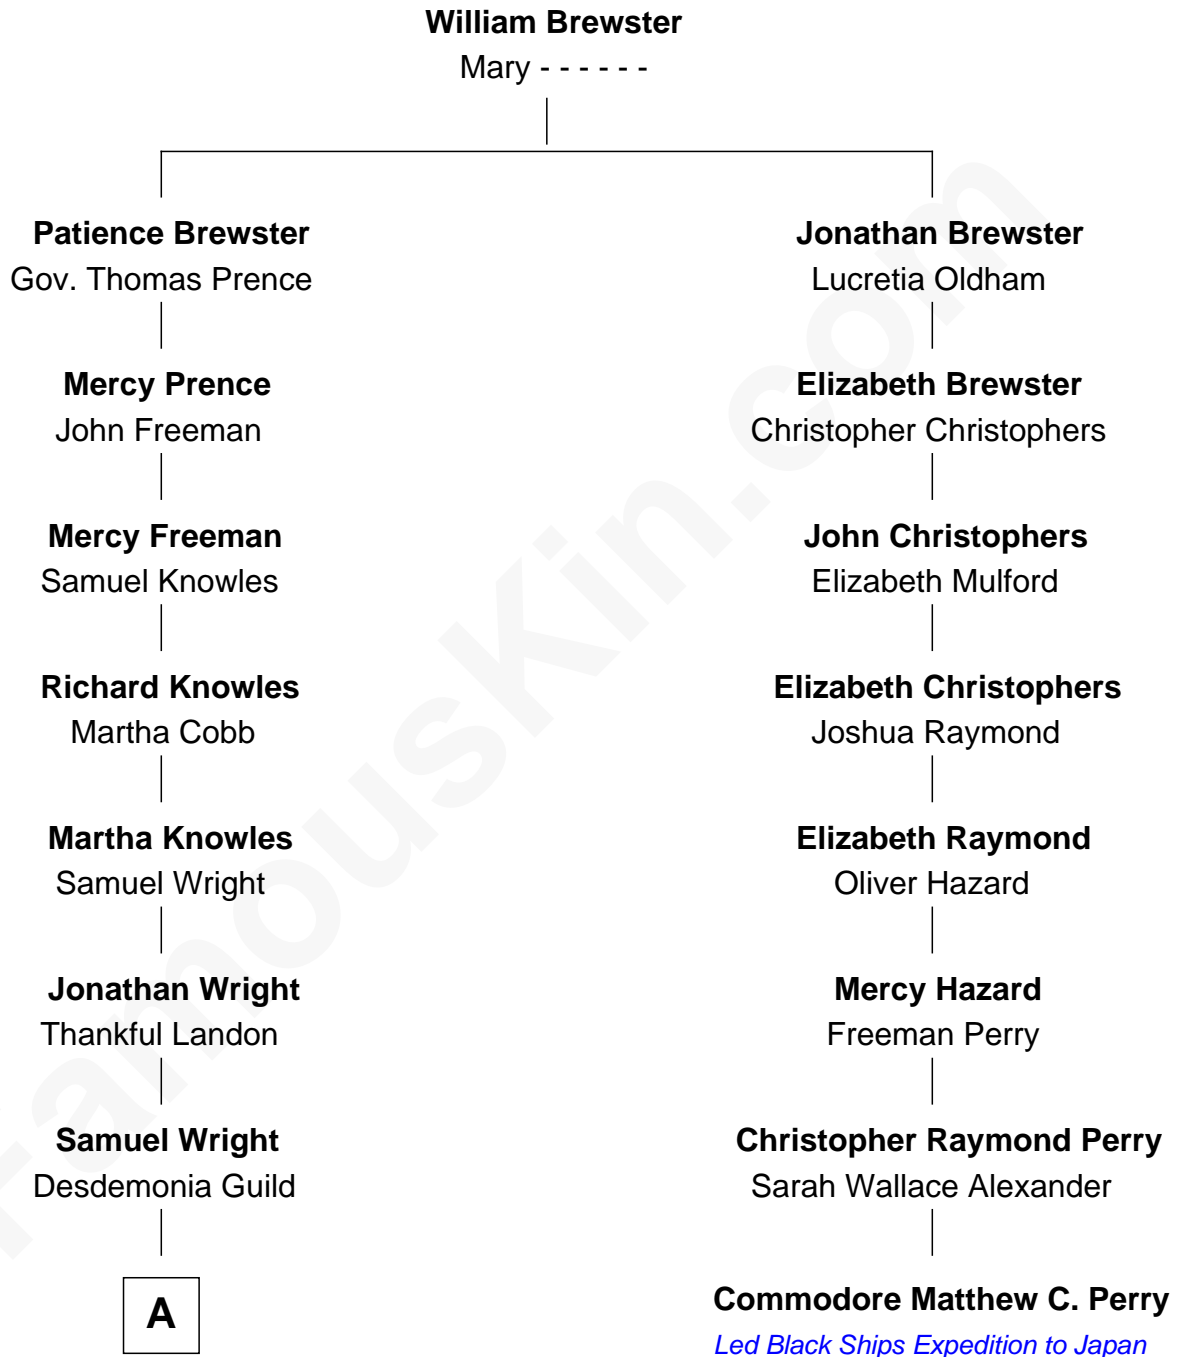 William Brewster
Mary - - - - - -
Patience Brewster
Gov. Thomas Prence
Jonathan Brewster
Lucretia Oldham
Mercy Prence
John Freeman
Elizabeth Brewster
Christopher Christophers
Mercy Freeman
Samuel Knowles
John Christophers
Elizabeth Mulford
Richard Knowles
Martha Cobb
Elizabeth Christophers
Joshua Raymond
Martha Knowles
Samuel Wright
Elizabeth Raymond
Oliver Hazard
Jonathan Wright
Thankful Landon
Mercy Hazard
Freeman Perry
Samuel Wright
Desdemonia Guild
Christopher Raymond Perry
Sarah Wallace Alexander
A
Commodore Matthew C. Perry
Led Black Ships Expedition to Japan
FamousKin.com